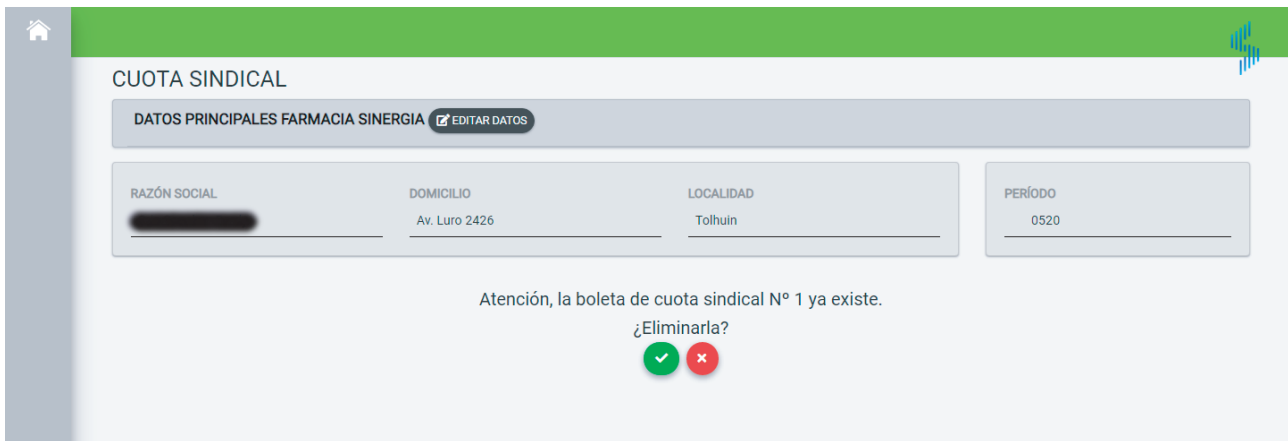 CUOTA SINDICAL
DATOS PRINCIPALES FARMACIA SINERGIA EDITAR DATOS
RAZÓN SOCIAL DOMICILIO LOCALIDAD PERÍODO
Av. Luro 2426 Tolhuin 0520
Atención, la boleta de cuota sindical Nº 1 ya existe.
¿Eliminarla?